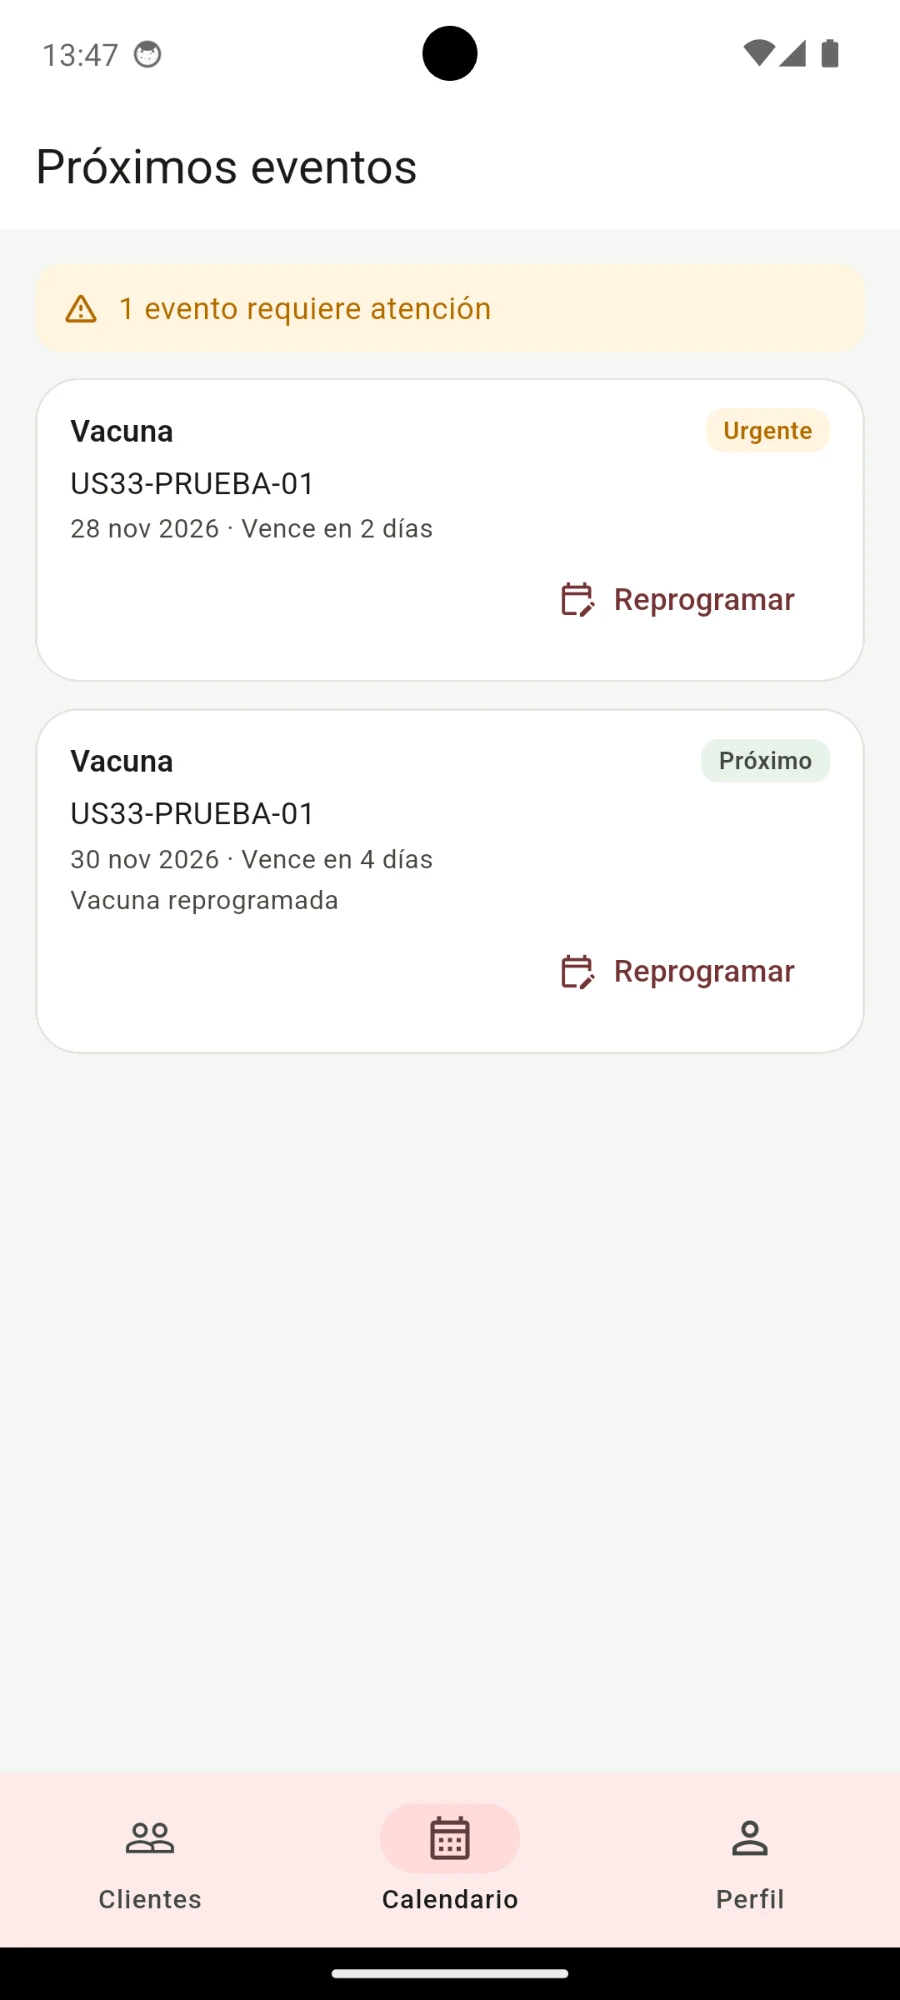 13:47
Próximos eventos
1 evento requiere atención
Vacuna
Urgente
US33-PRUEBA-01
28 nov 2026 · Vence en 2 días
Reprogramar
Vacuna
Próximo
US33-PRUEBA-01
30 nov 2026 · Vence en 4 días
Vacuna reprogramada
Reprogramar
Clientes
Calendario
Perfil